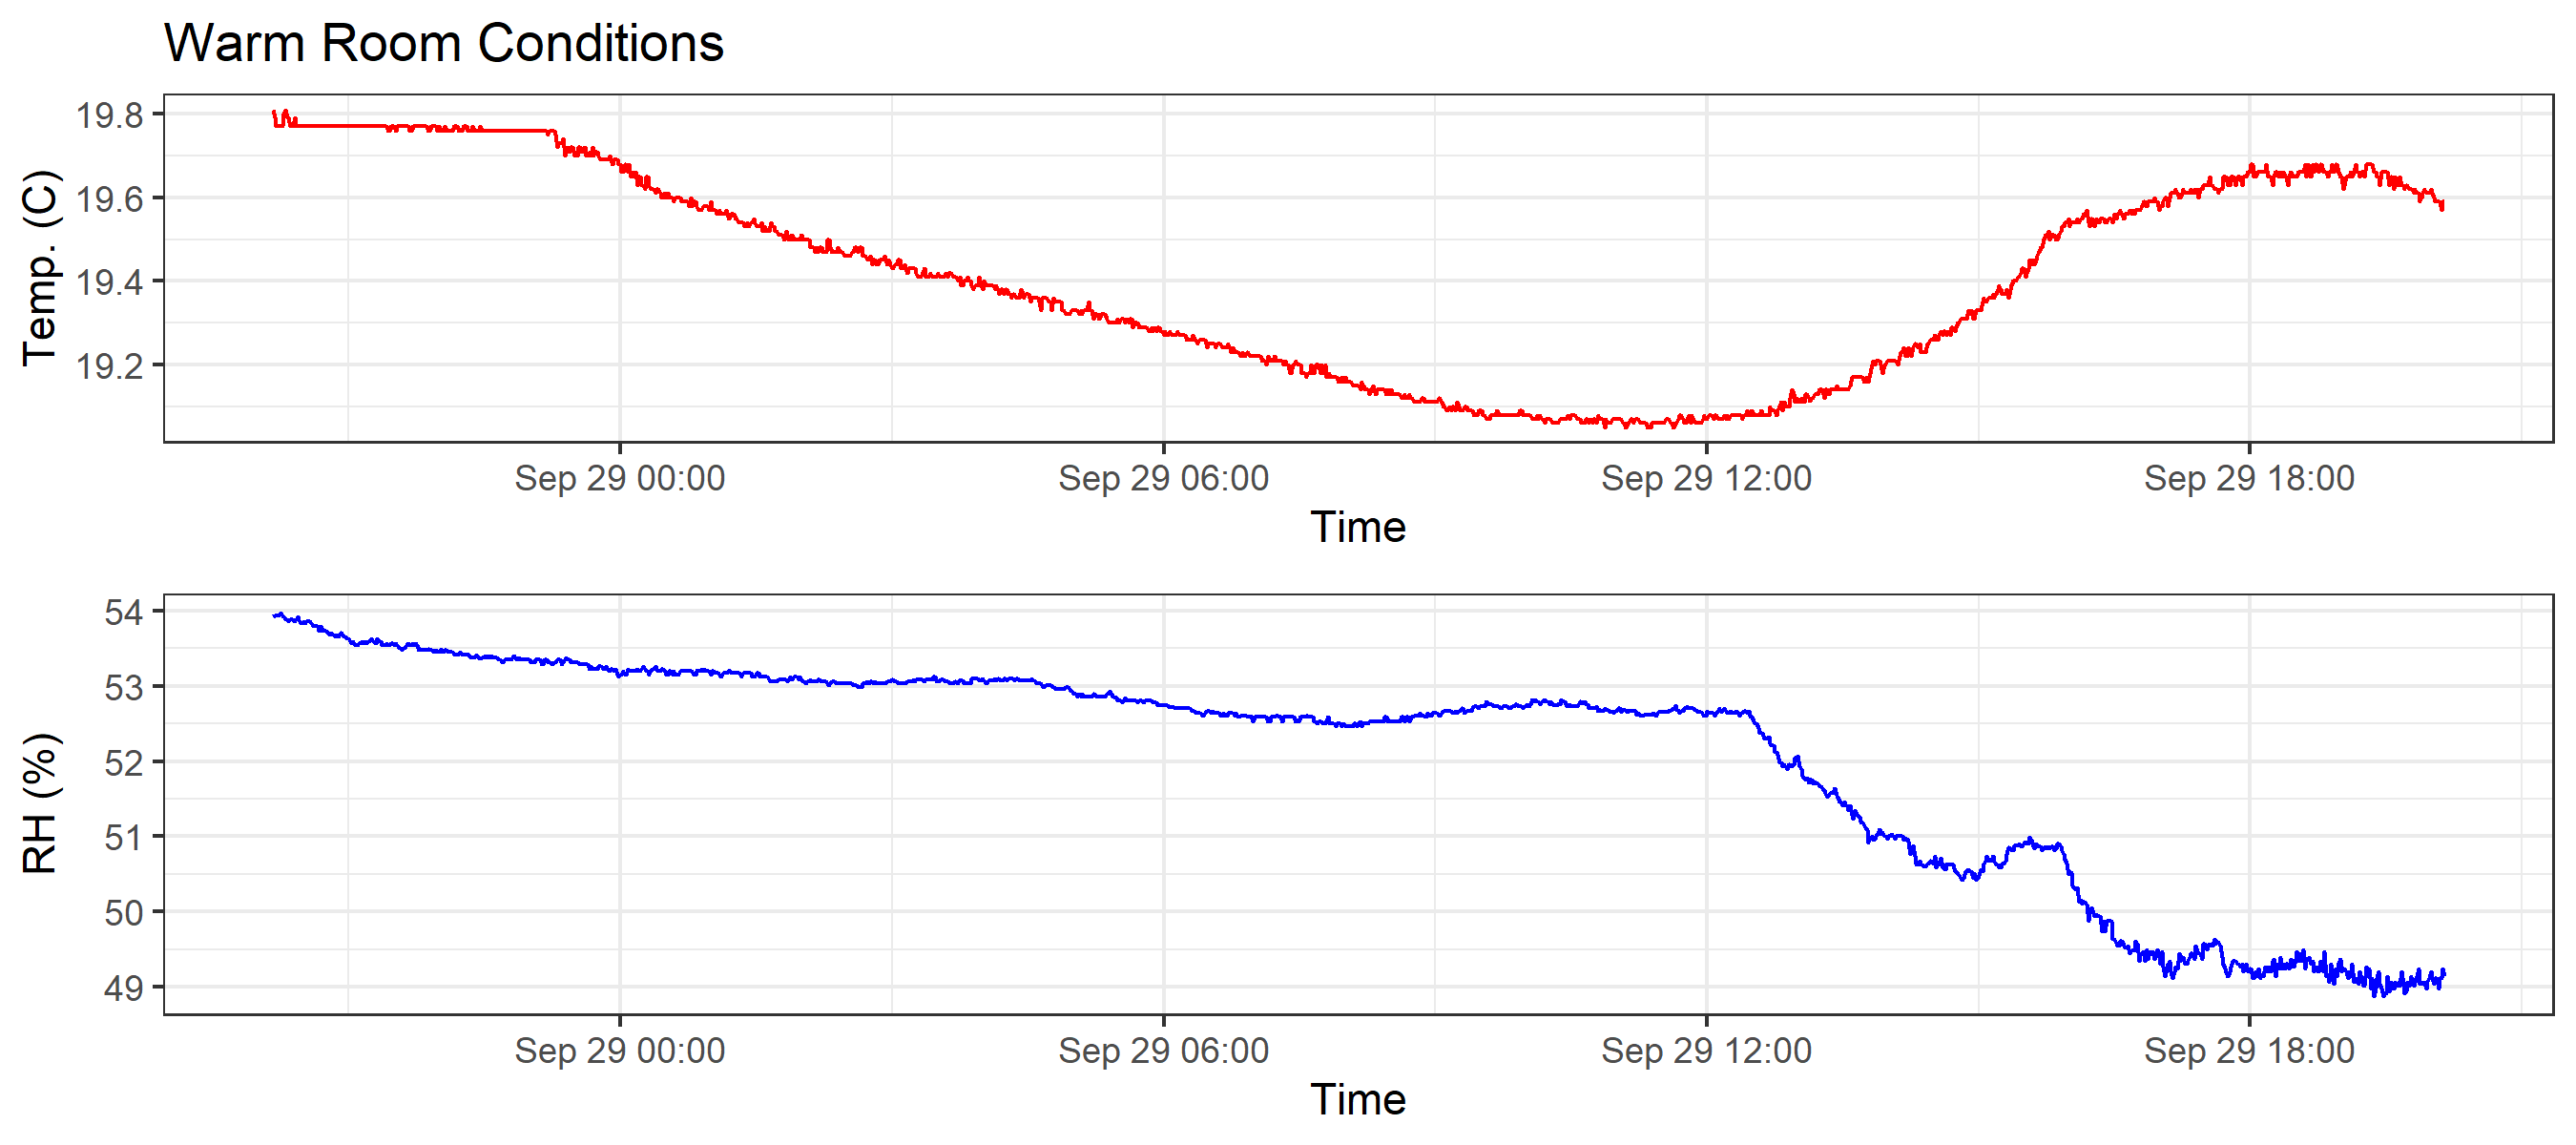 Warm Room Conditions
Temp. (C)
19.8
19.6
19.4
19.2
Sep 29 00:00 Sep 29 06:00 Sep 29 12:00 Sep 29 18:00
Time
RH (%)
54
53
52
51
50
49
Sep 29 00:00 Sep 29 06:00 Sep 29 12:00 Sep 29 18:00
Time